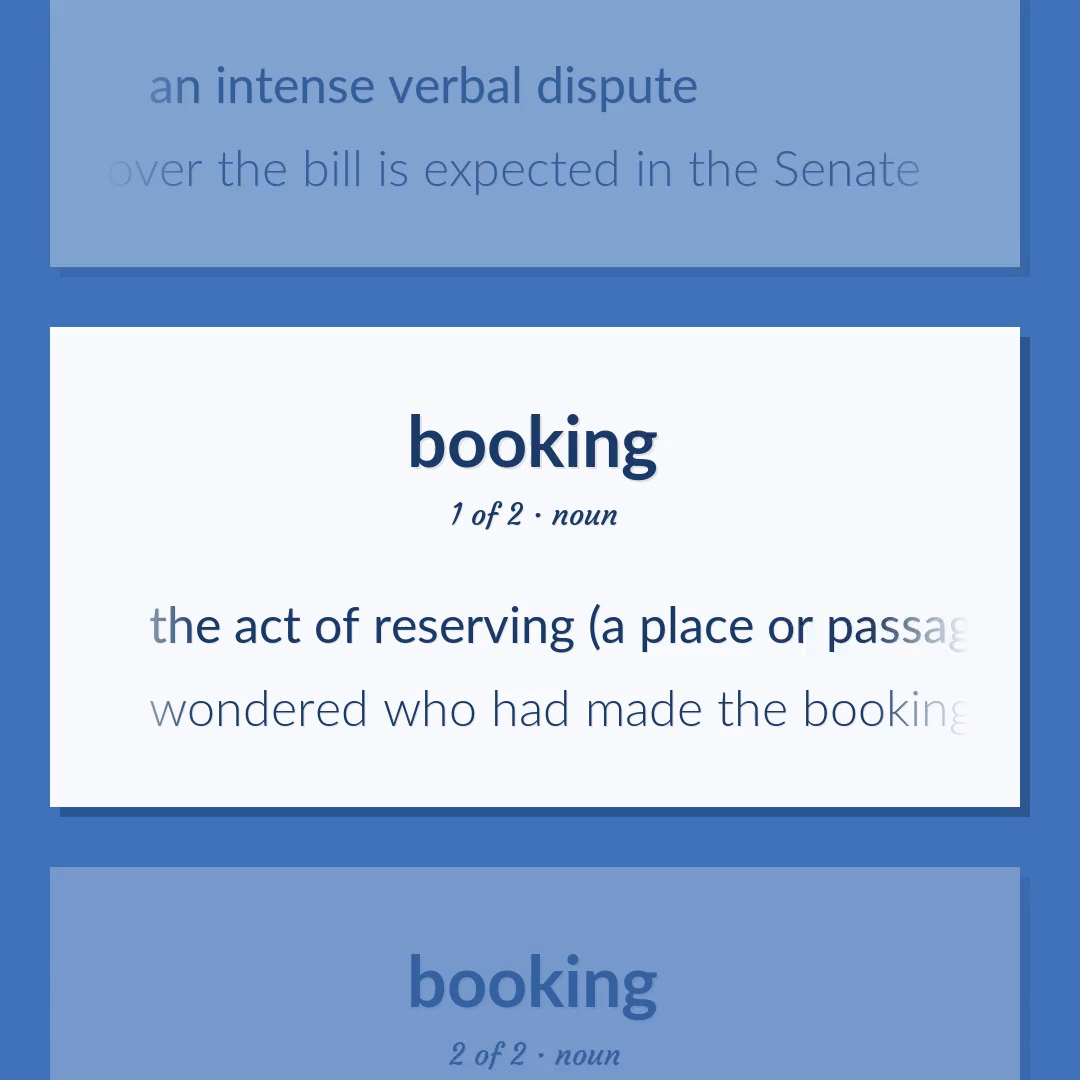 an intense verbal dispute
over the bill is expected in the Senate
booking
1 of 2 · noun
the act of reserving (a place or passag
wondered who had made the booking
booking
2 of 2 · noun